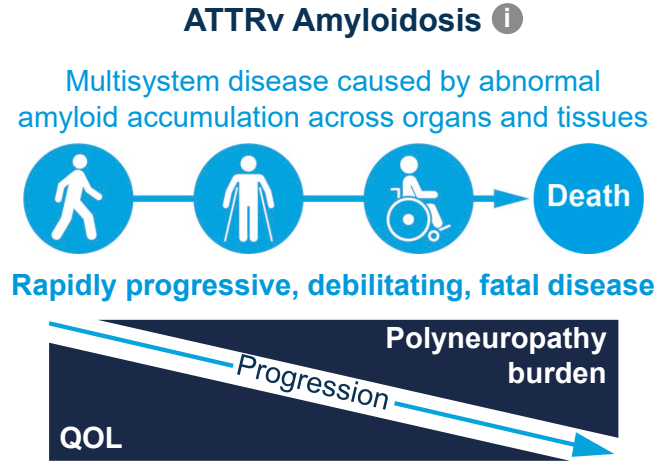 ATTRv Amyloidosis i
Multisystem disease caused by abnormal
amyloid accumulation across organs and tissues
Death
Rapidly progressive, debilitating, fatal disease
Polyneuropathy
burden
Progression
QOL